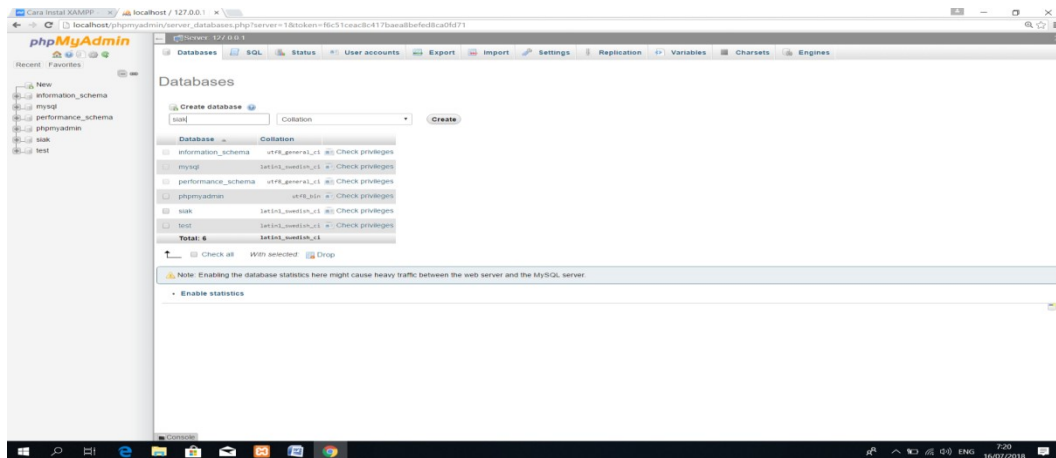 Cara Instal XAMPP
localhost / 127.0.0.1
localhost/phpmyadmin/server_databases.php?server=1&token=f6c51ceac8c417baea8befed8ca0fd71
phpMyAdmin
Recent Favorites
New
information_schema
mysql
performance_schema
phpmyadmin
siak
test
Server: 127.0.0.1
Databases SQL Status User accounts Export Import Settings Replication Variables Charsets Engines
Databases
Create database
siak Collation Create
Database Collation
information_schema utf8_general_ci Check privileges
mysql latin1_swedish_ci Check privileges
performance_schema utf8_general_ci Check privileges
phpmyadmin utf8_bin Check privileges
siak latin1_swedish_ci Check privileges
test latin1_swedish_ci Check privileges
Total: 6 latin1_swedish_ci
Check all With selected: Drop
Note: Enabling the database statistics here might cause heavy traffic between the web server and the MySQL server.
Enable statistics
Console
ENG 7:20
16/07/2018